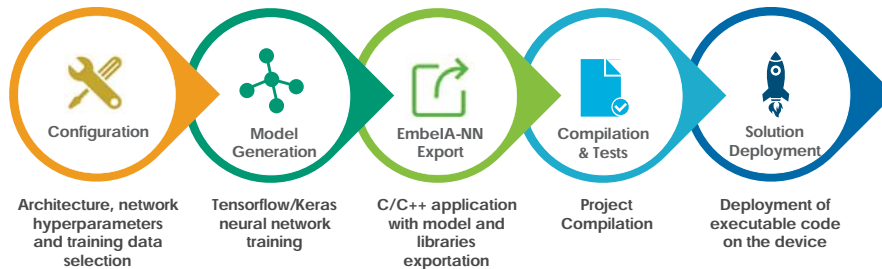 Configuration
Model
Generation
EmbeIA-NN
Export
Compilation
& Tests
Solution
Deployment
Architecture, network
hyperparameters
and training data
selection
Tensorflow/Keras
neural network
training
C/C++ application
with model and
libraries
exportation
Project
Compilation
Deployment of
executable code
on the device